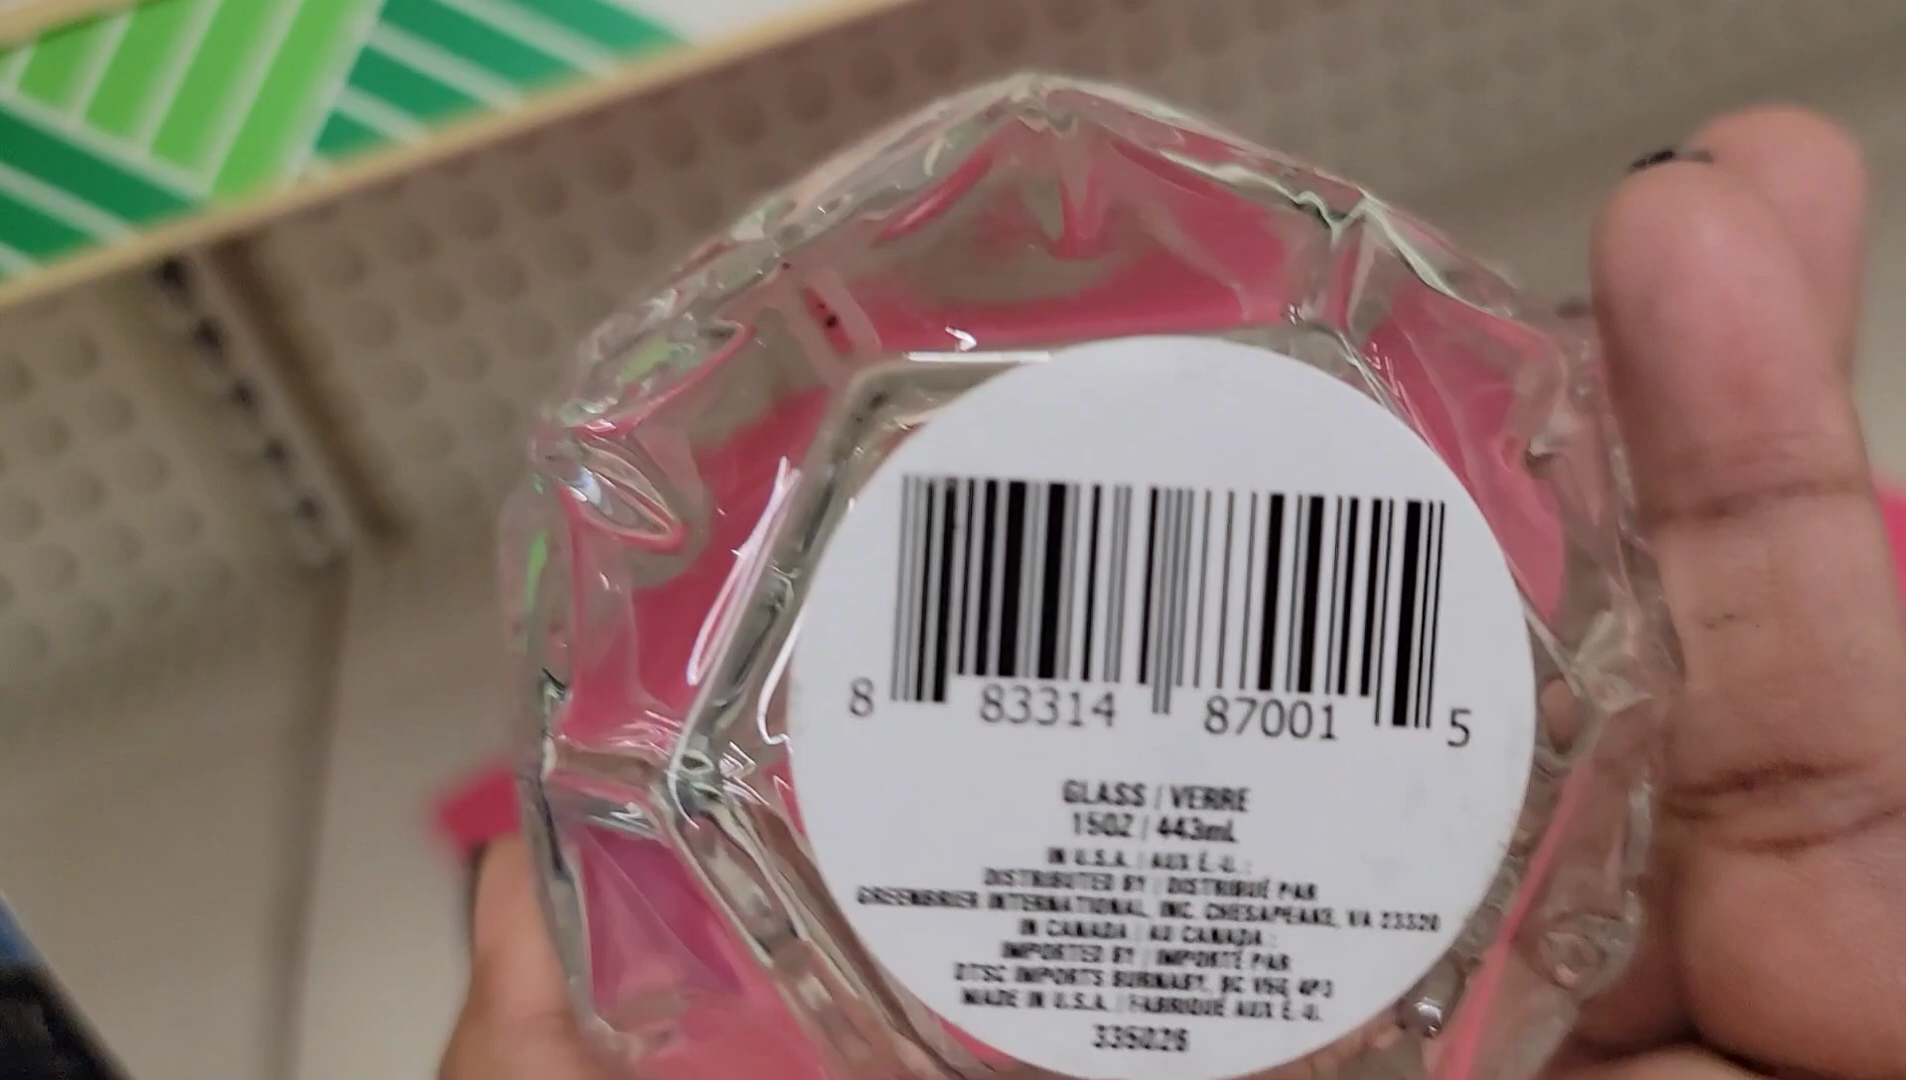 8 83314 87001 5
GLASS / VERRE
15OZ / 443mL
IN U.S.A. / AUX É.-U. :
DISTRIBUTED BY / DISTRIBUÉ PAR
GREENBRIER INTERNATIONAL, INC. CHESAPEAKE, VA 23320
IN CANADA / AU CANADA :
IMPORTED BY / IMPORTÉ PAR
DTSC IMPORTS BURNABY, BC V5G 4P3
MADE IN U.S.A. / FABRIQUÉ AUX É.-U.
335026